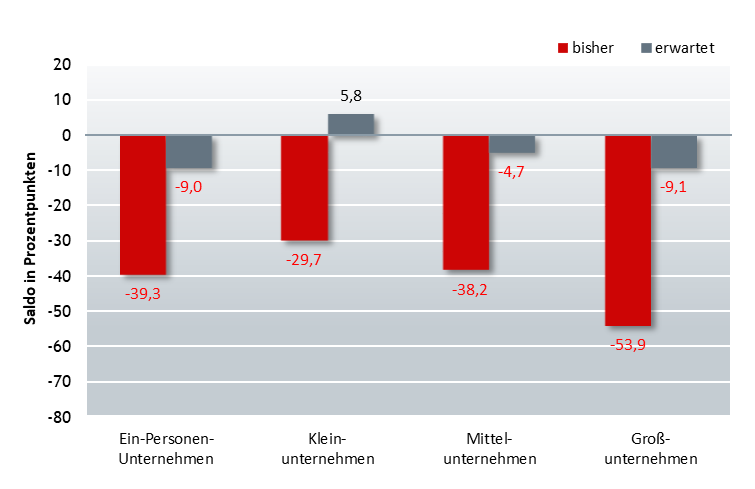 bisher erwartet
20
10
0
-10
-20
-30
-40
-50
-60
-70
-80
Saldo in Prozentpunkten
5,8
-9,0
-4,7
-9,1
-29,7
-39,3
-38,2
-53,9
Ein-Personen-
Unternehmen
Klein-
unternehmen
Mittel-
unternehmen
Groß-
unternehmen